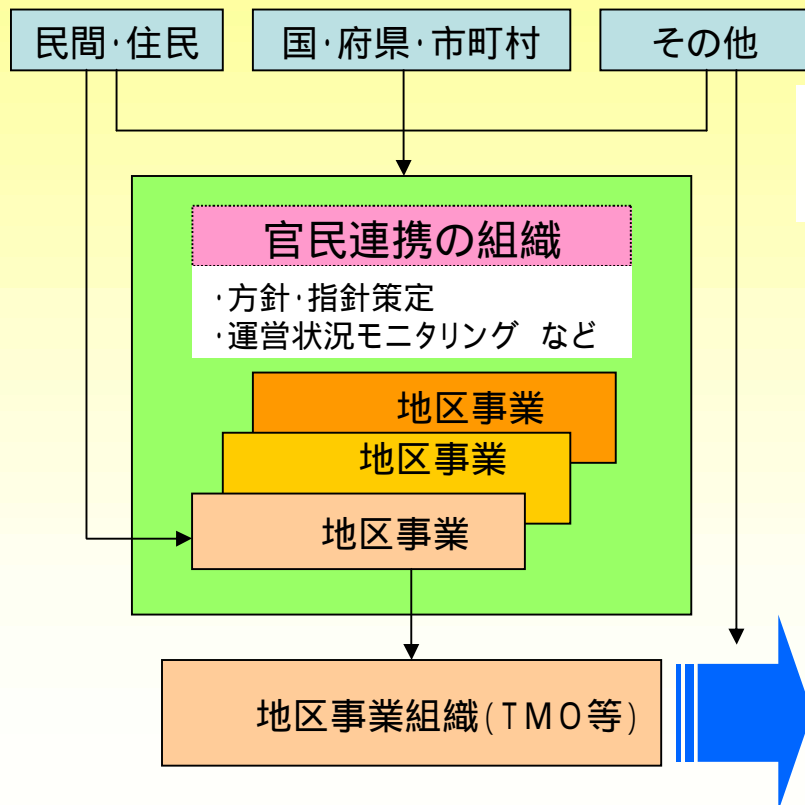 民間・住民
国・府県・市町村
その他
官民連携の組織
・方針・指針策定
・運営状況モニタリング など
地区事業
地区事業
地区事業
地区事業組織(TMO等)